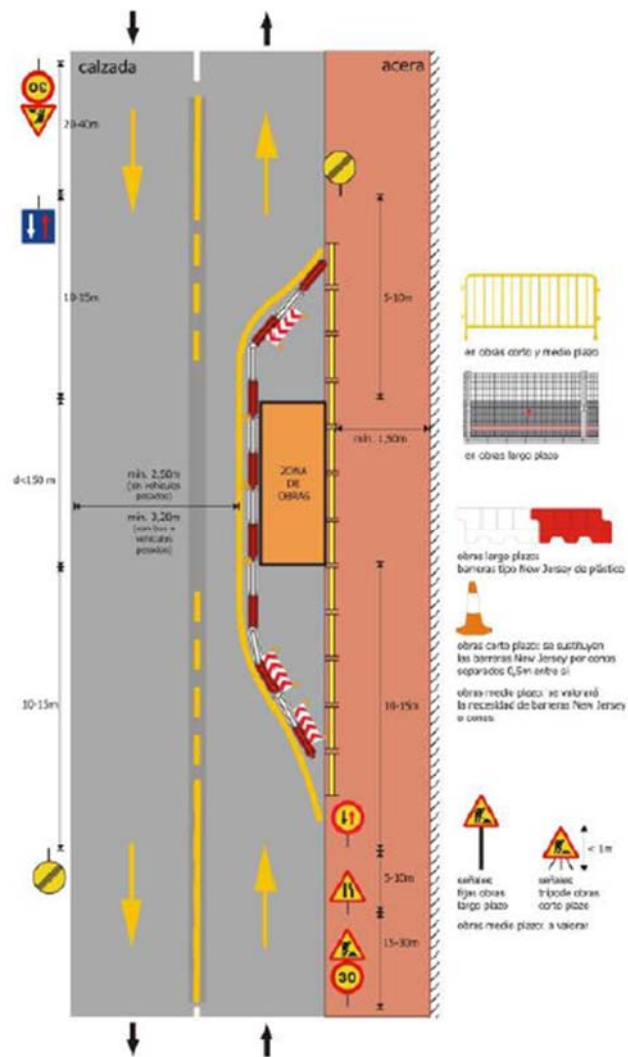 calzada
acera
30
20-40m
10-15m
5-10m
en obras corto y medio plazo
min. 1,50m
en obras largo plazo
d<150 m
min. 2,50m
(sin vehículos
pesados)
ZONA
DE
OBRAS
min. 3,20m
vehículos
pesados)
obras largo plazo:
barreras tipo New Jersey de plástico
obras corto plazo: se sustituyen
las barreras New Jersey por conos
separados 0,5m entre sí
obras medio plazo: se valorará
la necesidad de barreras New Jersey
o conos
10-15m
10-15m
< 1m
5-10m
señales
fijas obras
largo plazo
señales
trípode obras
corto plazo
15-30m
obras medio plazo: a valorar
30